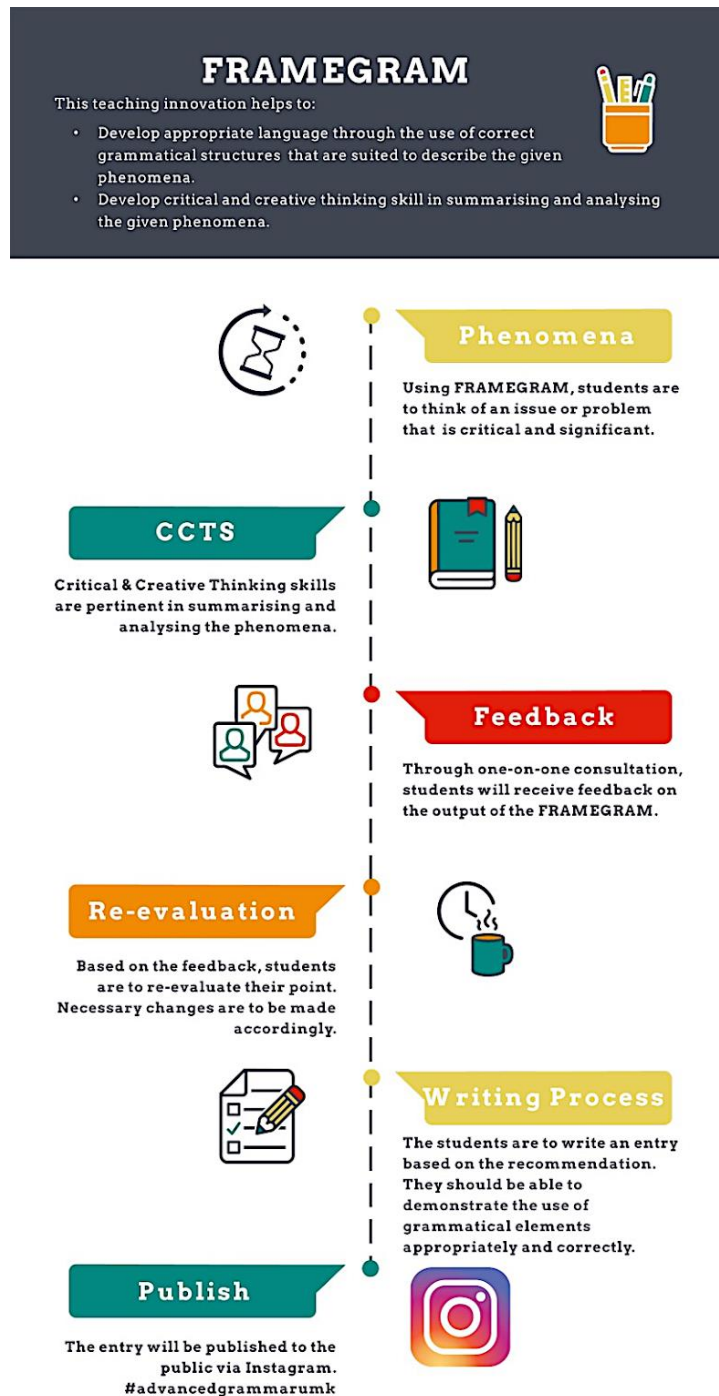 FRAMEGRAM
This teaching innovation helps to:
• Develop appropriate language through the use of correct
grammatical structures that are suited to describe the given
phenomena.
• Develop critical and creative thinking skill in summarising and analysing
the given phenomena.
Phenomena
Using FRAMEGRAM, students are
to think of an issue or problem
that is critical and significant.
CCTS
Critical & Creative Thinking skills
are pertinent in summarising and
analysing the phenomena.
Feedback
Through one-on-one consultation,
students will receive feedback on
the output of the FRAMEGRAM.
Re-evaluation
Based on the feedback, students
are to re-evaluate their point.
Necessary changes are to be made
accordingly.
Writing Process
The students are to write an entry
based on the recommendation.
They should be able to
demonstrate the use of
grammatical elements
appropriately and correctly.
Publish
The entry will be published to the
public via Instagram.
#advancedgrammarumk